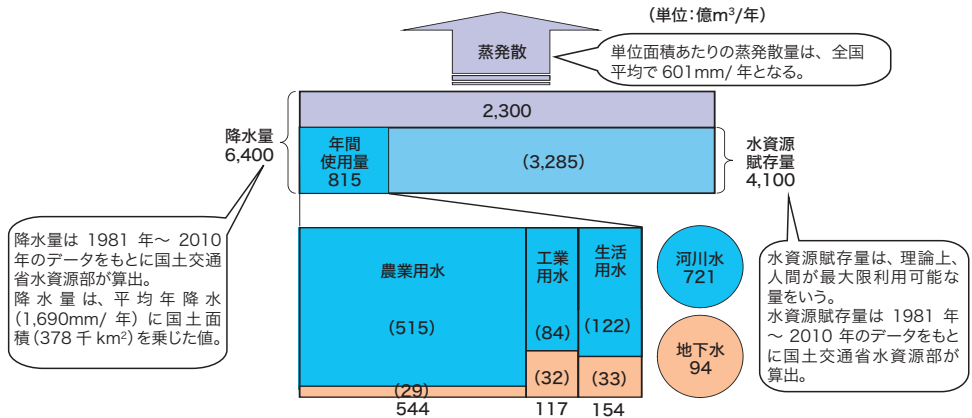 （単位：億m³/年）
蒸発散
単位面積あたりの蒸発散量は、全国
平均で601mm/年となる。
2,300
降水量
6,400
年間
使用量
815
(3,285)
水資源
賦存量
4,100
降水量は 1981 年～ 2010
年のデータをもとに国土交通
省水資源部が算出。
降水量は、平均年降水
(1,690mm/ 年) に国土面
積(378 千 km²)を乗じた値。
農業用水
(515)
(29)
544
工業
用水
(84)
(32)
117
生活
用水
(122)
(33)
154
河川水
721
地下水
94
水資源賦存量は、理論上、
人間が最大限利用可能な
量をいう。
水資源賦存量は 1981 年
～ 2010 年のデータをもと
に国土交通省水資源部が
算出。